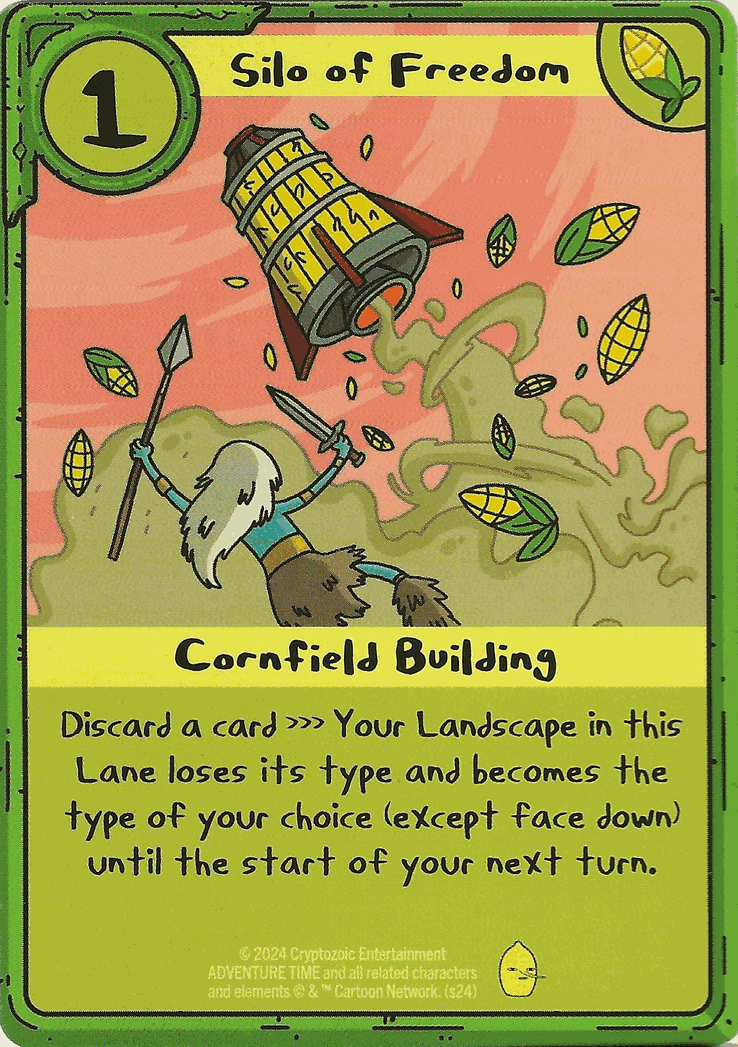 1
Silo of Freedom
Cornfield Building
Discard a card >>> Your Landscape in this
Lane loses its type and becomes the
type of your choice (except face down)
until the start of your next turn.
© 2024 Cryptozoic Entertainment
ADVENTURE TIME and all related characters
and elements © & ™ Cartoon Network. (s24)